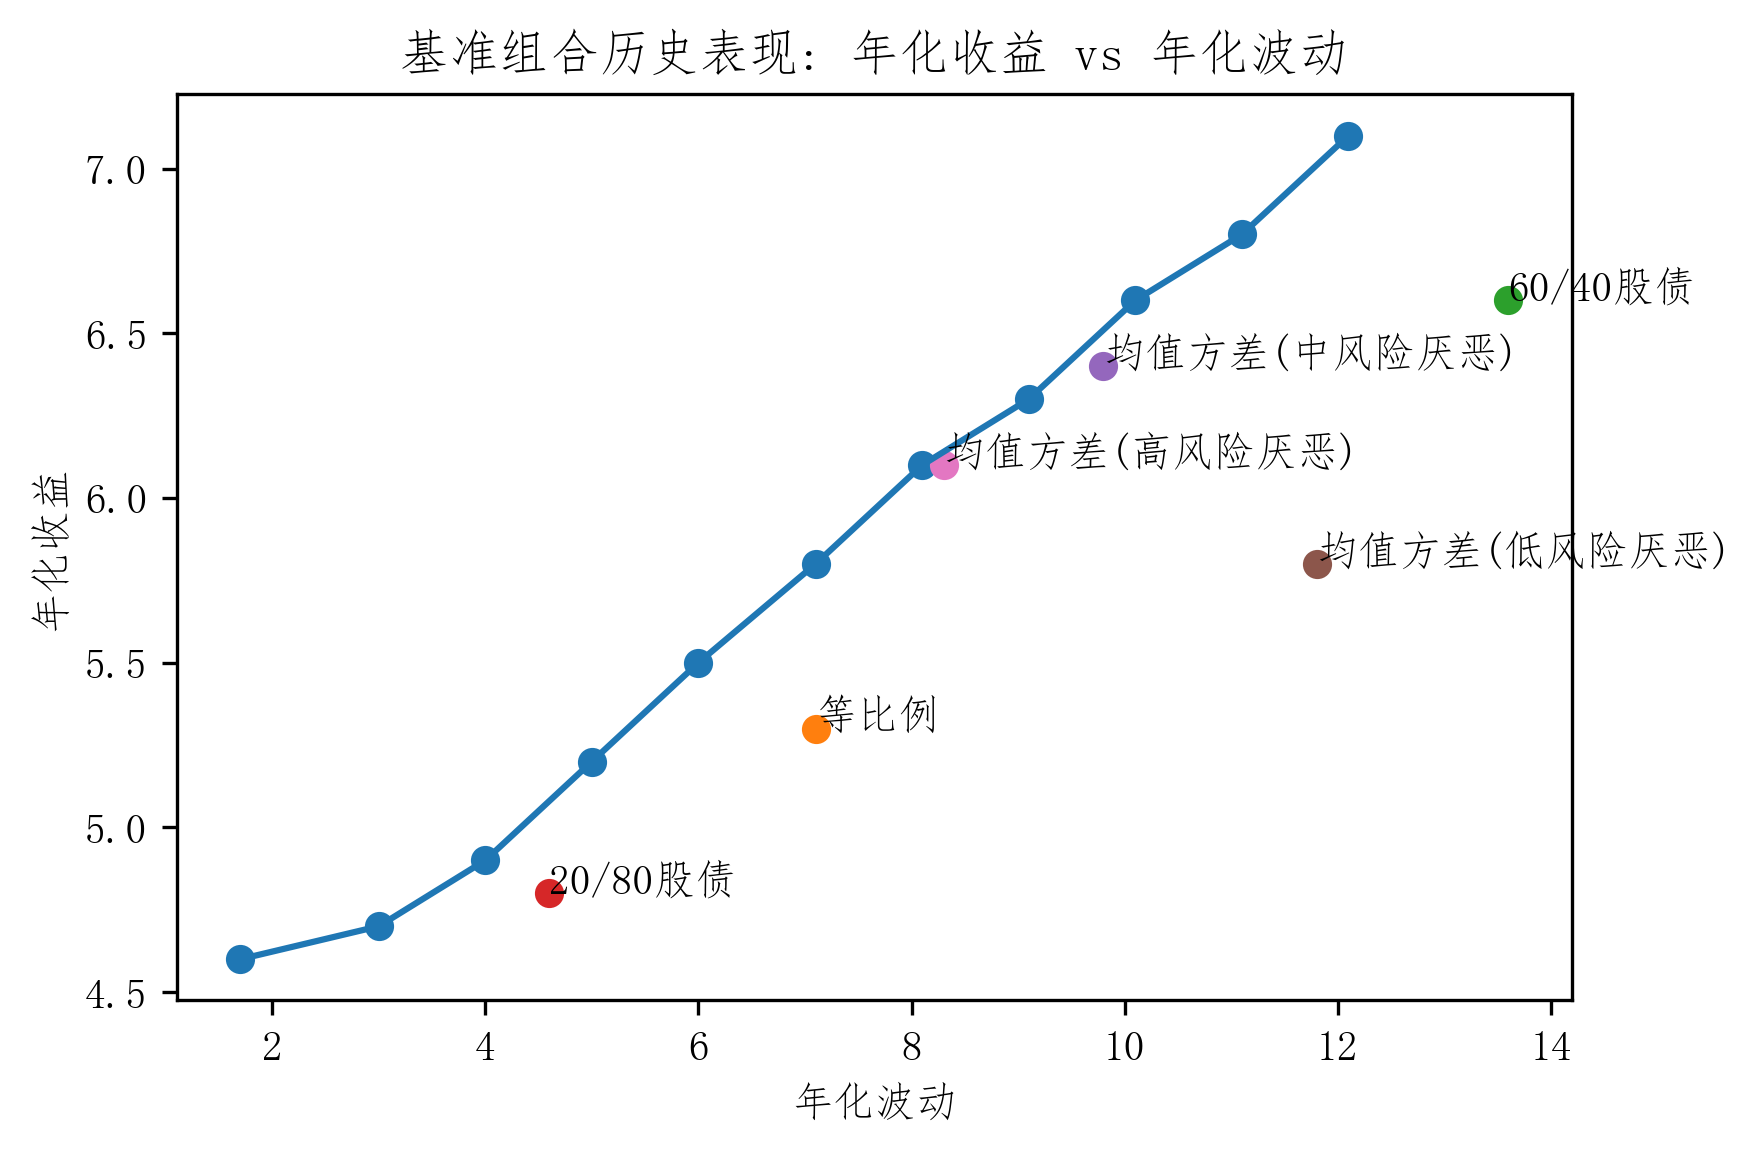 基准组合历史表现: 年化收益 vs 年化波动
年化收益
7.0
6.5
6.0
5.5
5.0
4.5
60/40股债
均值方差(中风险厌恶)
均值方差(高风险厌恶)
均值方差(低风险厌恶)
等比例
20/80股债
2 4 6 8 10 12 14
年化波动